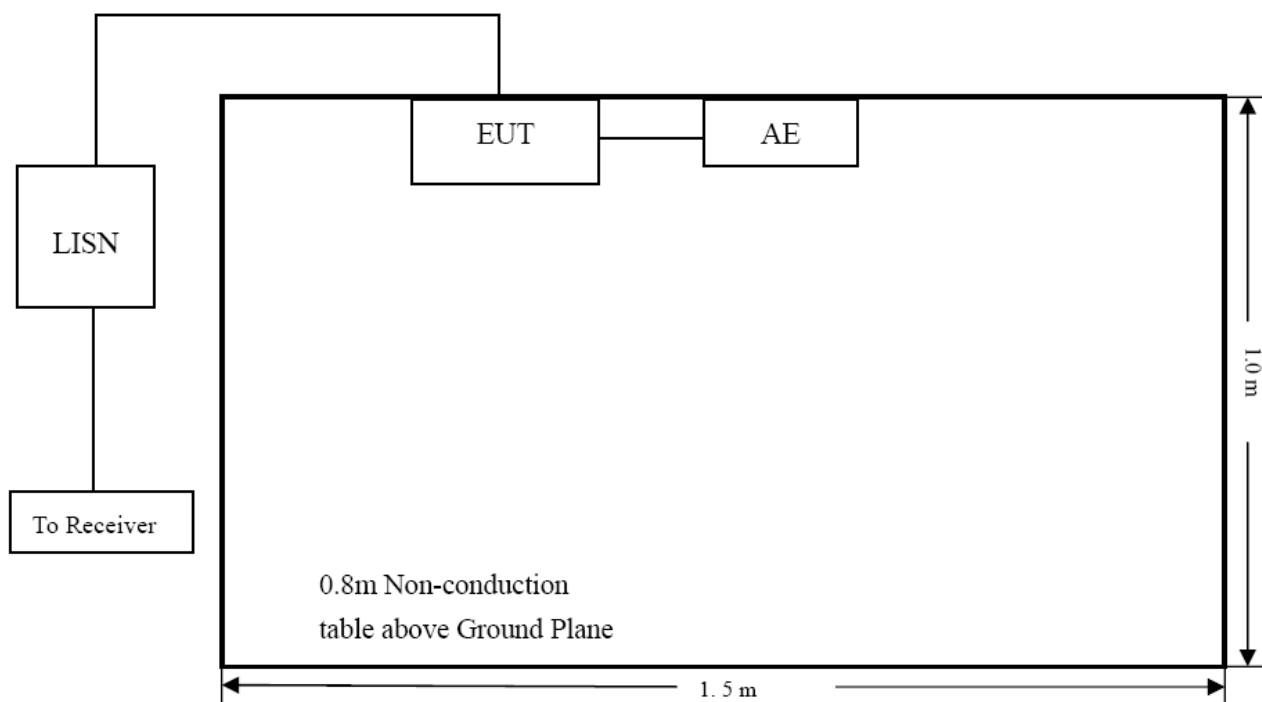 EUT
AE
LISN
1.0 m
To Receiver
0.8m Non-conduction
table above Ground Plane
1. 5 m